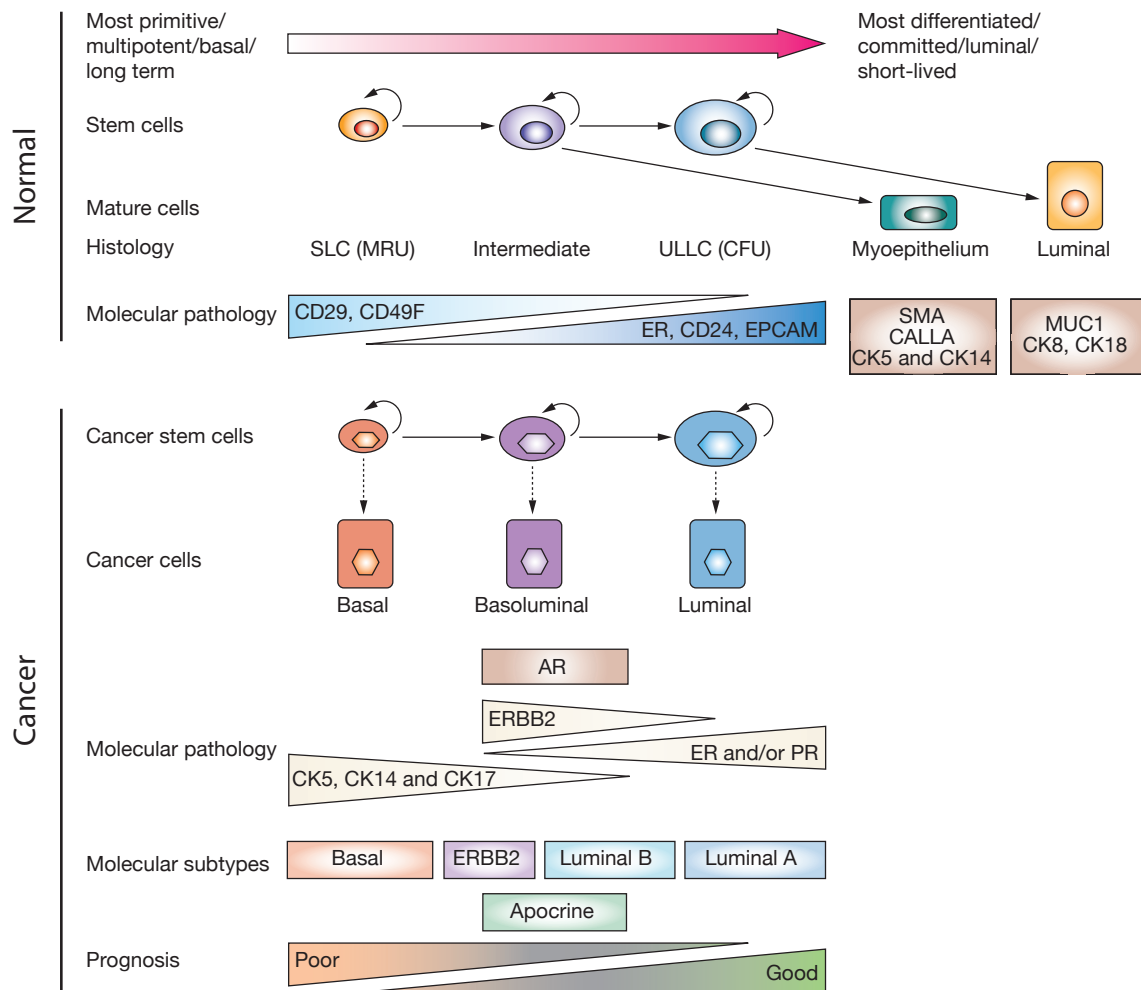 Normal
Most primitive/
multipotent/basal/
long term
Most differentiated/
committed/luminal/
short-lived
Stem cells
Mature cells
Histology
SLC (MRU)
Intermediate
ULLC (CFU)
Myoepithelium
Luminal
Molecular pathology
CD29, CD49F
ER, CD24, EPCAM
SMA
CALLA
CK5 and CK14
MUC1
CK8, CK18
Cancer
Cancer stem cells
Cancer cells
Basal
Basoluminal
Luminal
AR
ERBB2
Molecular pathology
ER and/or PR
CK5, CK14 and CK17
Molecular subtypes
Basal
ERBB2
Luminal B
Luminal A
Apocrine
Prognosis
Poor
Good